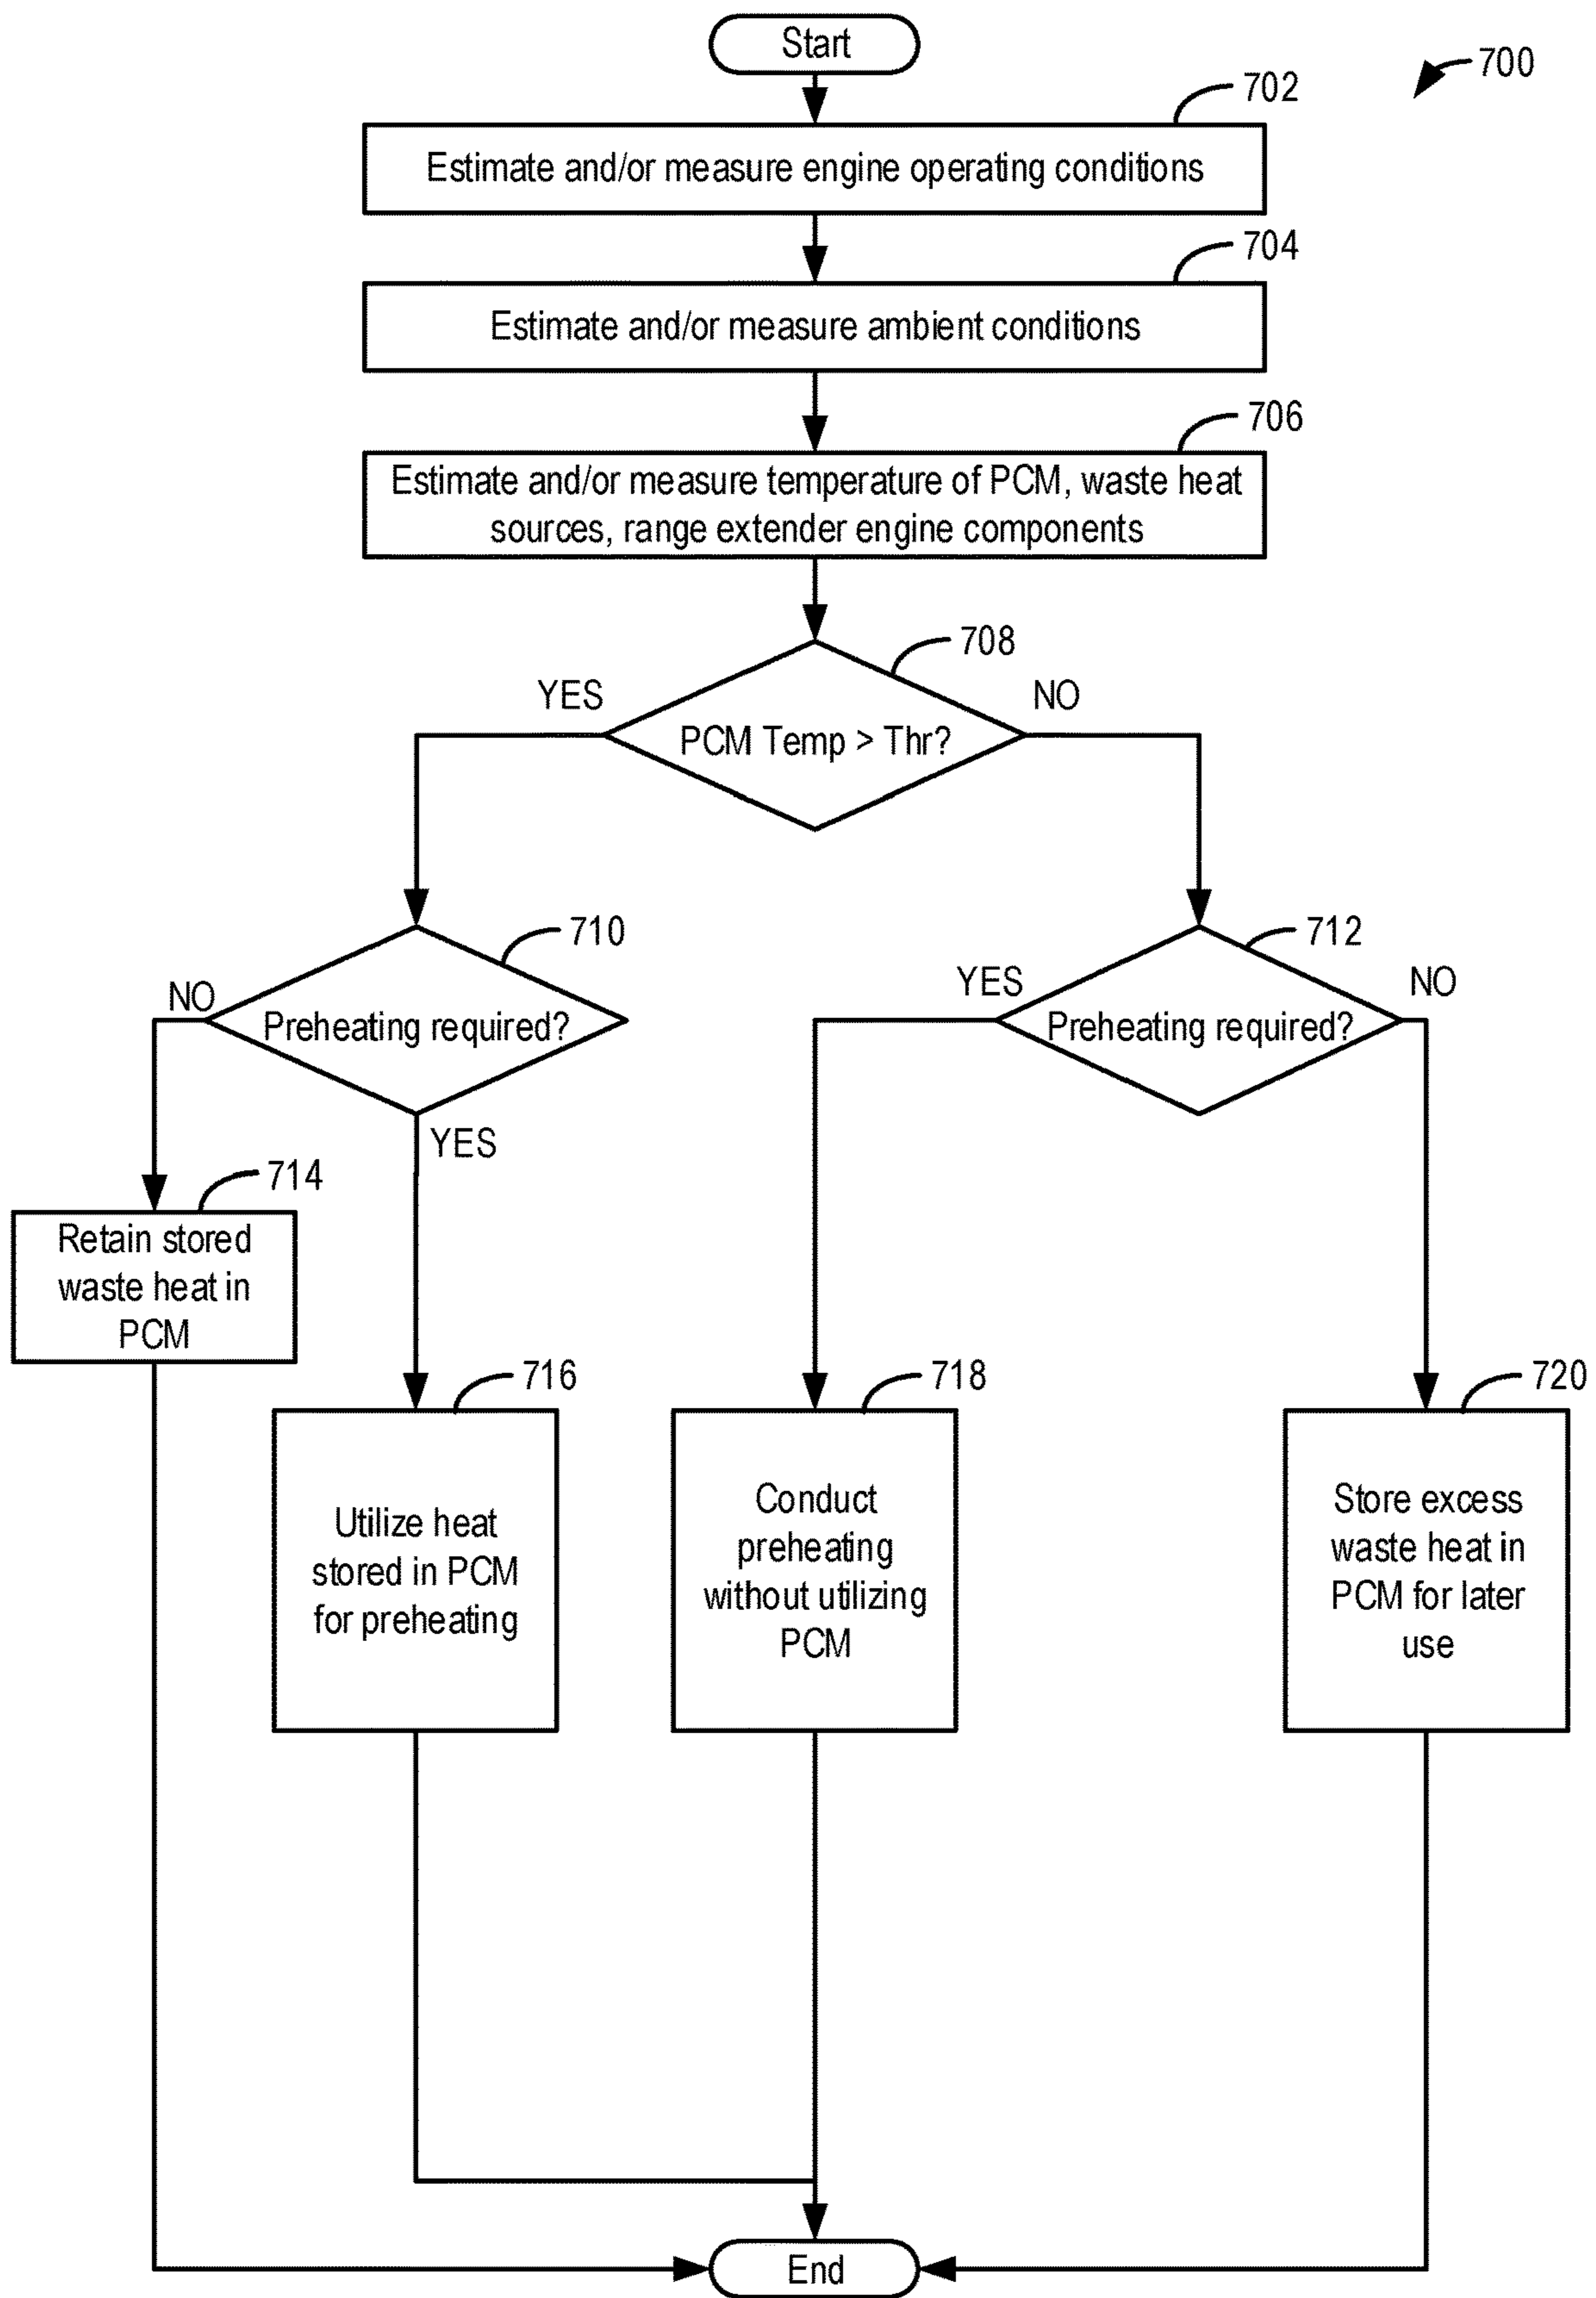 Start
700
702
Estimate and/or measure engine operating conditions
704
Estimate and/or measure ambient conditions
706
Estimate and/or measure temperature of PCM, waste heat
sources, range extender engine components
708
YES
NO
PCM Temp > Thr?
710
712
NO
YES
NO
Preheating required?
Preheating required?
YES
714
Retain stored
waste heat in
PCM
716
718
720
Utilize heat
stored in PCM
for preheating
Conduct
preheating
without utilizing
PCM
Store excess
waste heat in
PCM for later
use
End